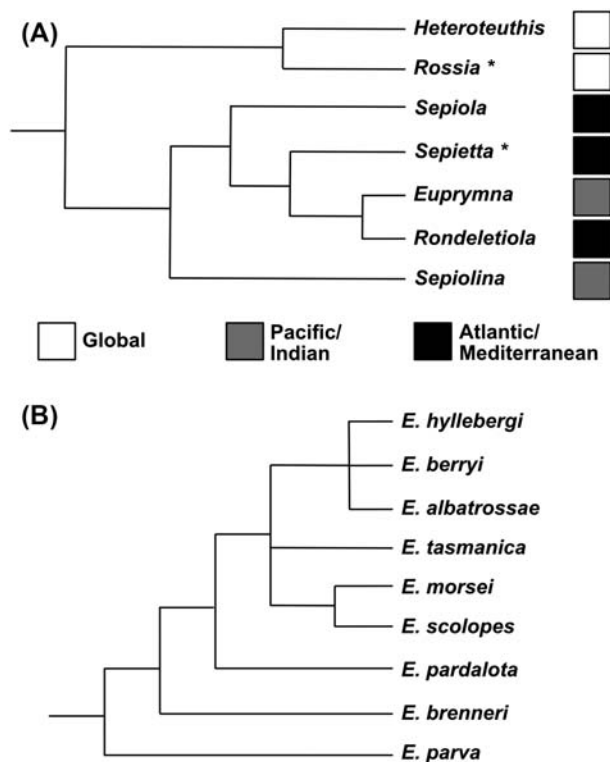 (A)
Heteroteuthis
Rossia *
Sepiola
Sepietta *
Euprymna
Rondeletiola
Sepiolina
Global
Pacific/
Indian
Atlantic/
Mediterranean
(B)
E. hyllebergi
E. berryi
E. albatrossae
E. tasmanica
E. morsei
E. scolopes
E. pardalota
E. brenneri
E. parva